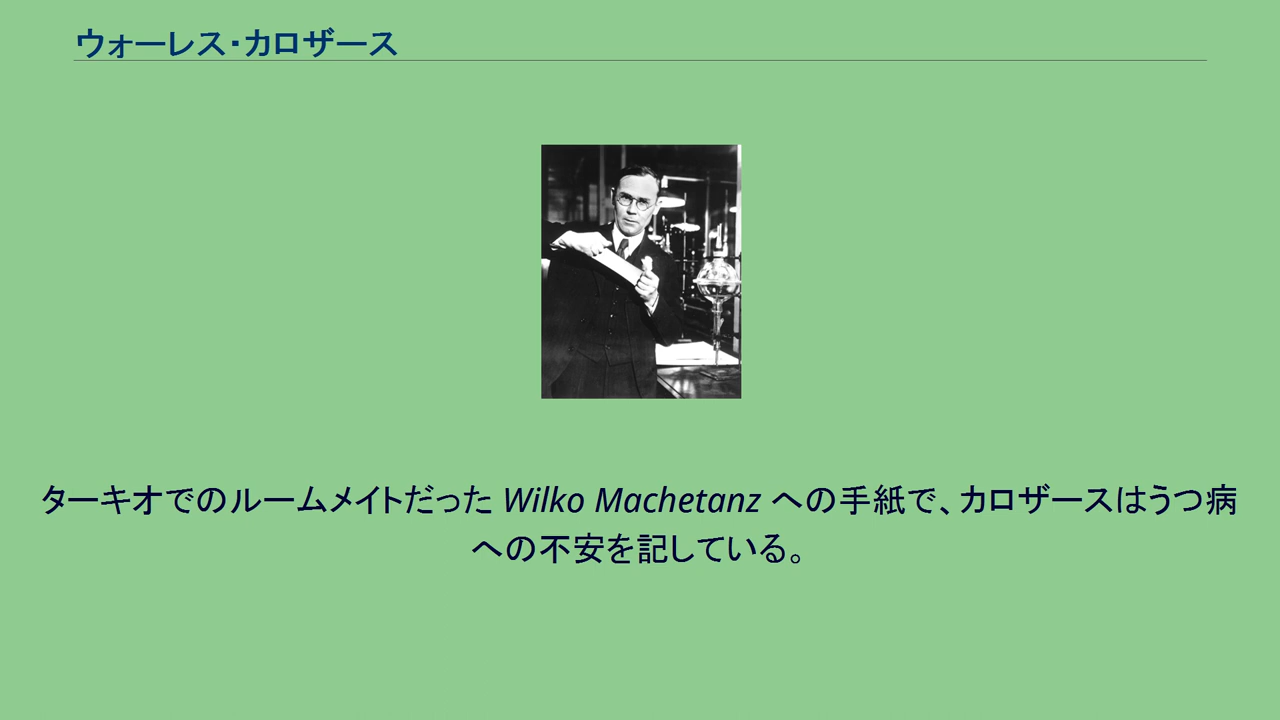 ウォーレス・カロザース
ターキオでのルームメイトだった Wilko Machetanz への手紙で、カロザースはうつ病
への不安を記している。